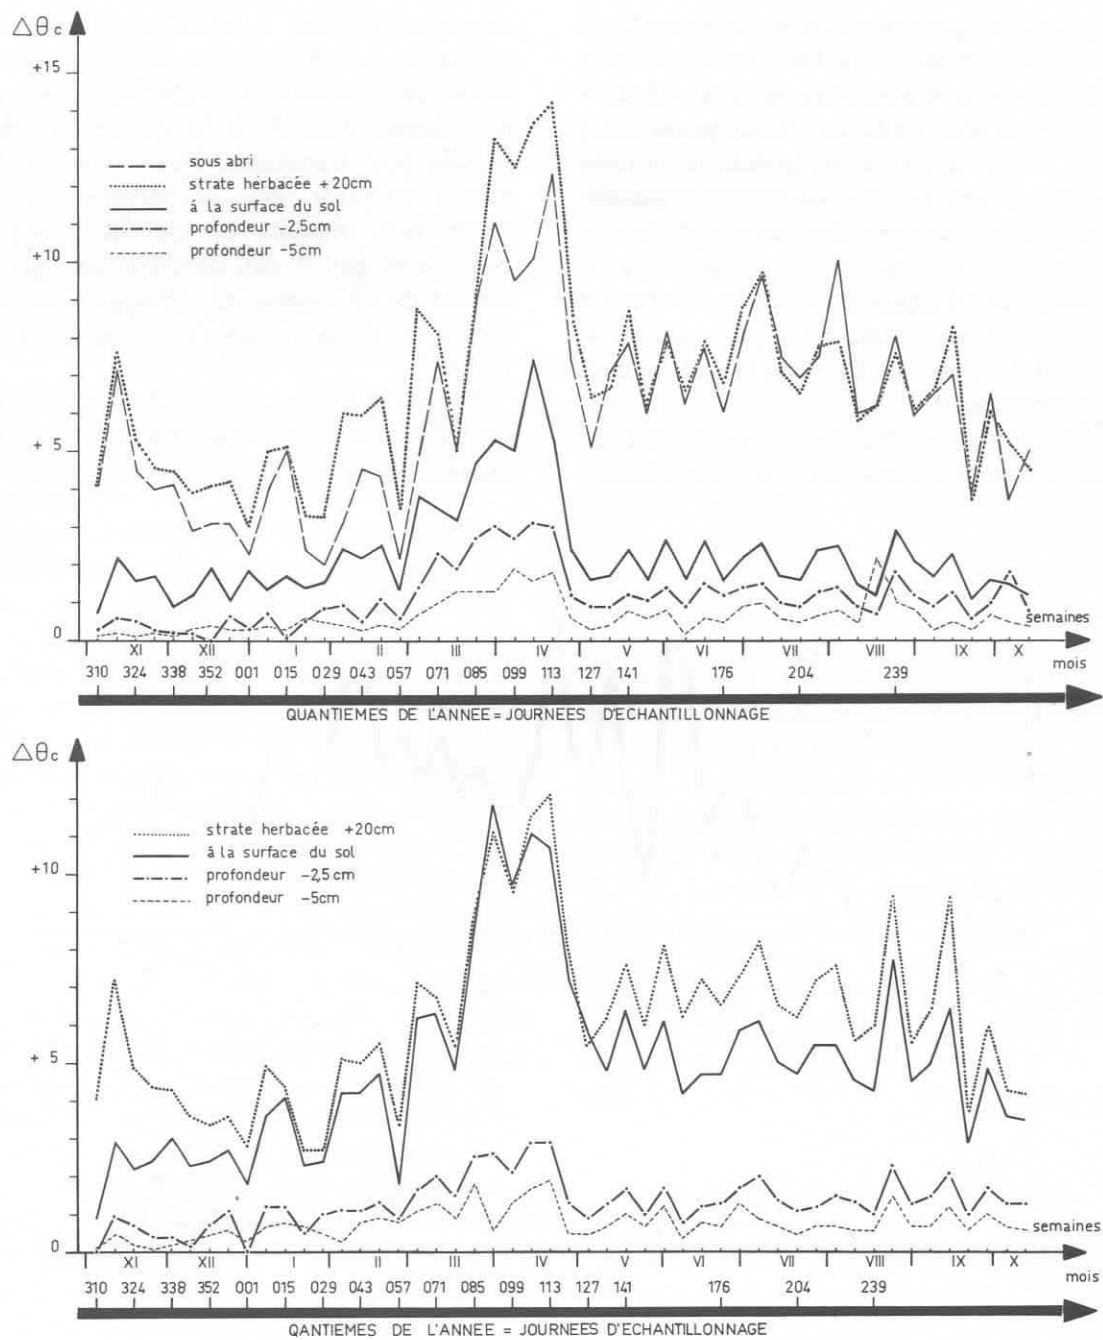 Δθc
+15
sous abri
strate herbacée +20cm
á la surface du sol
profondeur -2,5cm
profondeur -5cm
+10
+ 5
0
semaines
XI XII I II III IV V VI VII VIII IX X
mois
310 324 338 352 001 015 029 043 057 071 085 099 113 127 141 176 204 239
QUANTIEMES DE L'ANNEE = JOURNEES D'ECHANTILLONNAGE
Δθc
strate herbacée +20cm
á la surface du sol
profondeur -2,5cm
profondeur -5cm
+10
+ 5
0
semaines
XI XII I II III IV V VI VII VIII IX X
mois
310 324 338 352 001 015 029 043 057 071 085 099 113 127 141 176 204 239
QANTIEMES DE L'ANNEE = JOURNEES D'ECHANTILLONNAGE